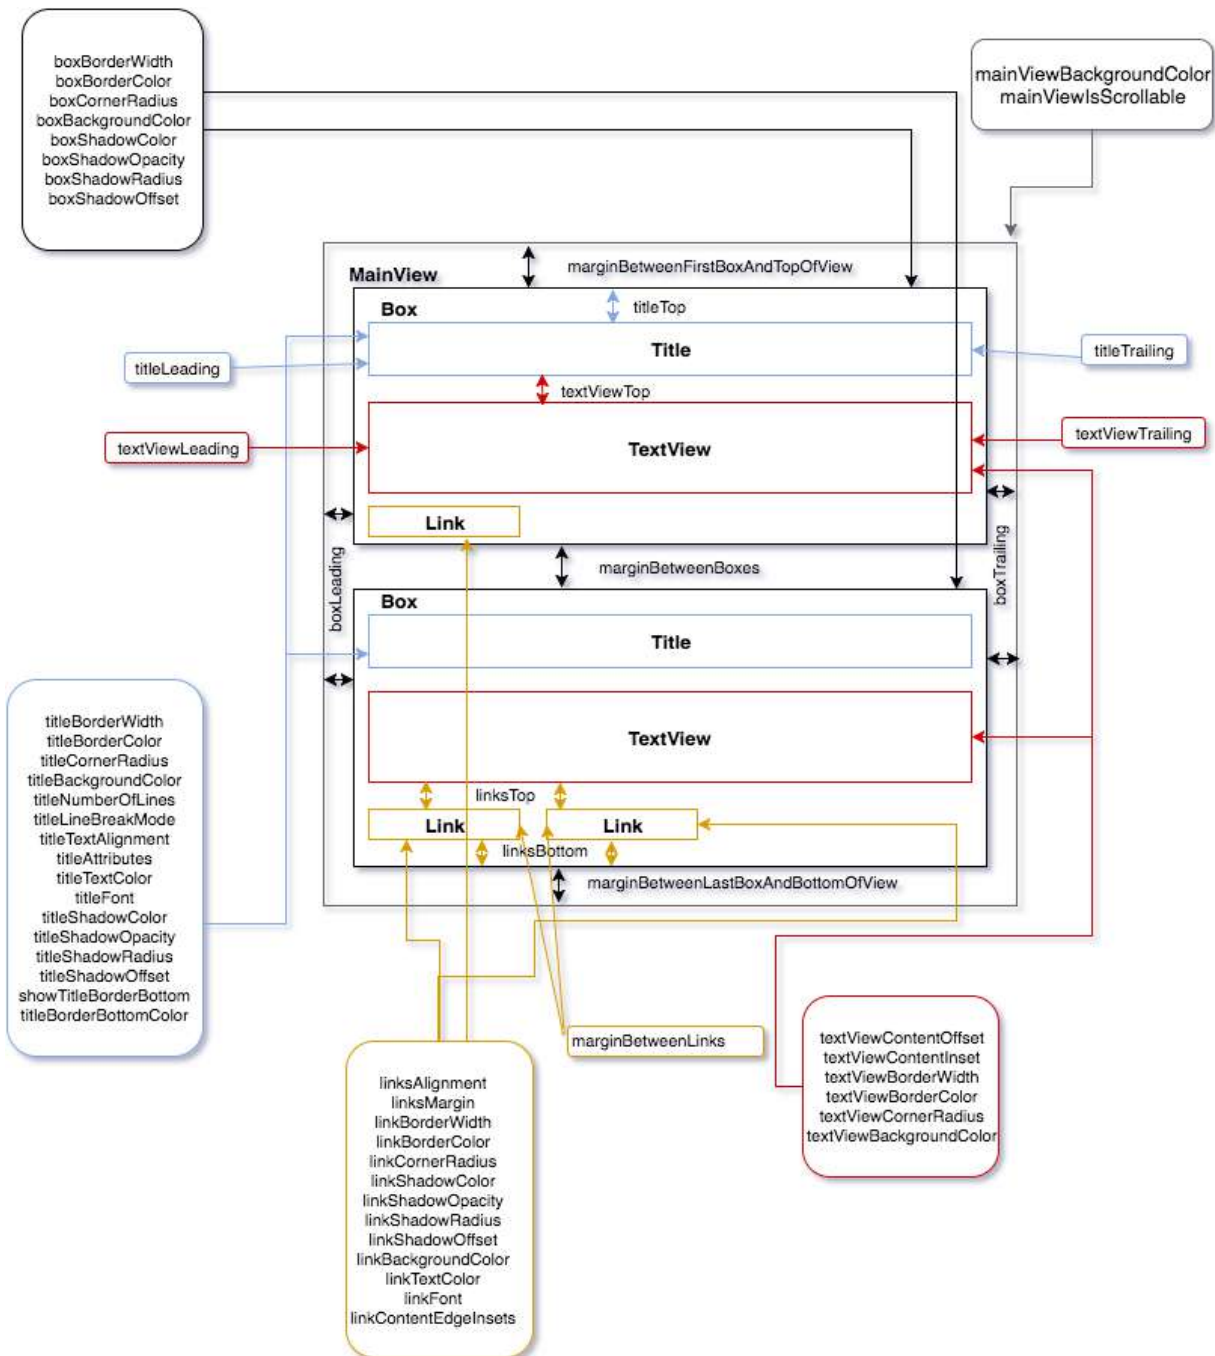 boxBorderWidth
boxBorderColor
boxCornerRadius
boxBackgroundColor
boxShadowColor
boxShadowOpacity
boxShadowRadius
boxShadowOffset
mainViewBackgroundColor
mainViewIsScrollable
marginBetweenFirstBoxAndTopOfView
MainView
Box
titleTop
Title
titleLeading
titleTrailing
textViewTop
textViewLeading
TextView
textViewTrailing
Link
boxLeading
marginBetweenBoxes
boxTrailing
Box
Title
TextView
linksTop
Link
Link
linksBottom
marginBetweenLastBoxAndBottomOfView
titleBorderWidth
titleBorderColor
titleCornerRadius
titleBackgroundColor
titleNumberOfLines
titleLineBreakMode
titleTextAlignment
titleAttributes
titleTextColor
titleFont
titleShadowColor
titleShadowOpacity
titleShadowRadius
titleShadowOffset
showTitleBorderBottom
titleBorderBottomColor
marginBetweenLinks
textViewContentOffset
textViewContentInset
textViewBorderWidth
textViewBorderColor
textViewCornerRadius
textViewBackgroundColor
linksAlignment
linksMargin
linkBorderWidth
linkBorderColor
linkCornerRadius
linkShadowColor
linkShadowOpacity
linkShadowRadius
linkShadowOffset
linkBackgroundColor
linkTextColor
linkFont
linkContentEdgeInsets